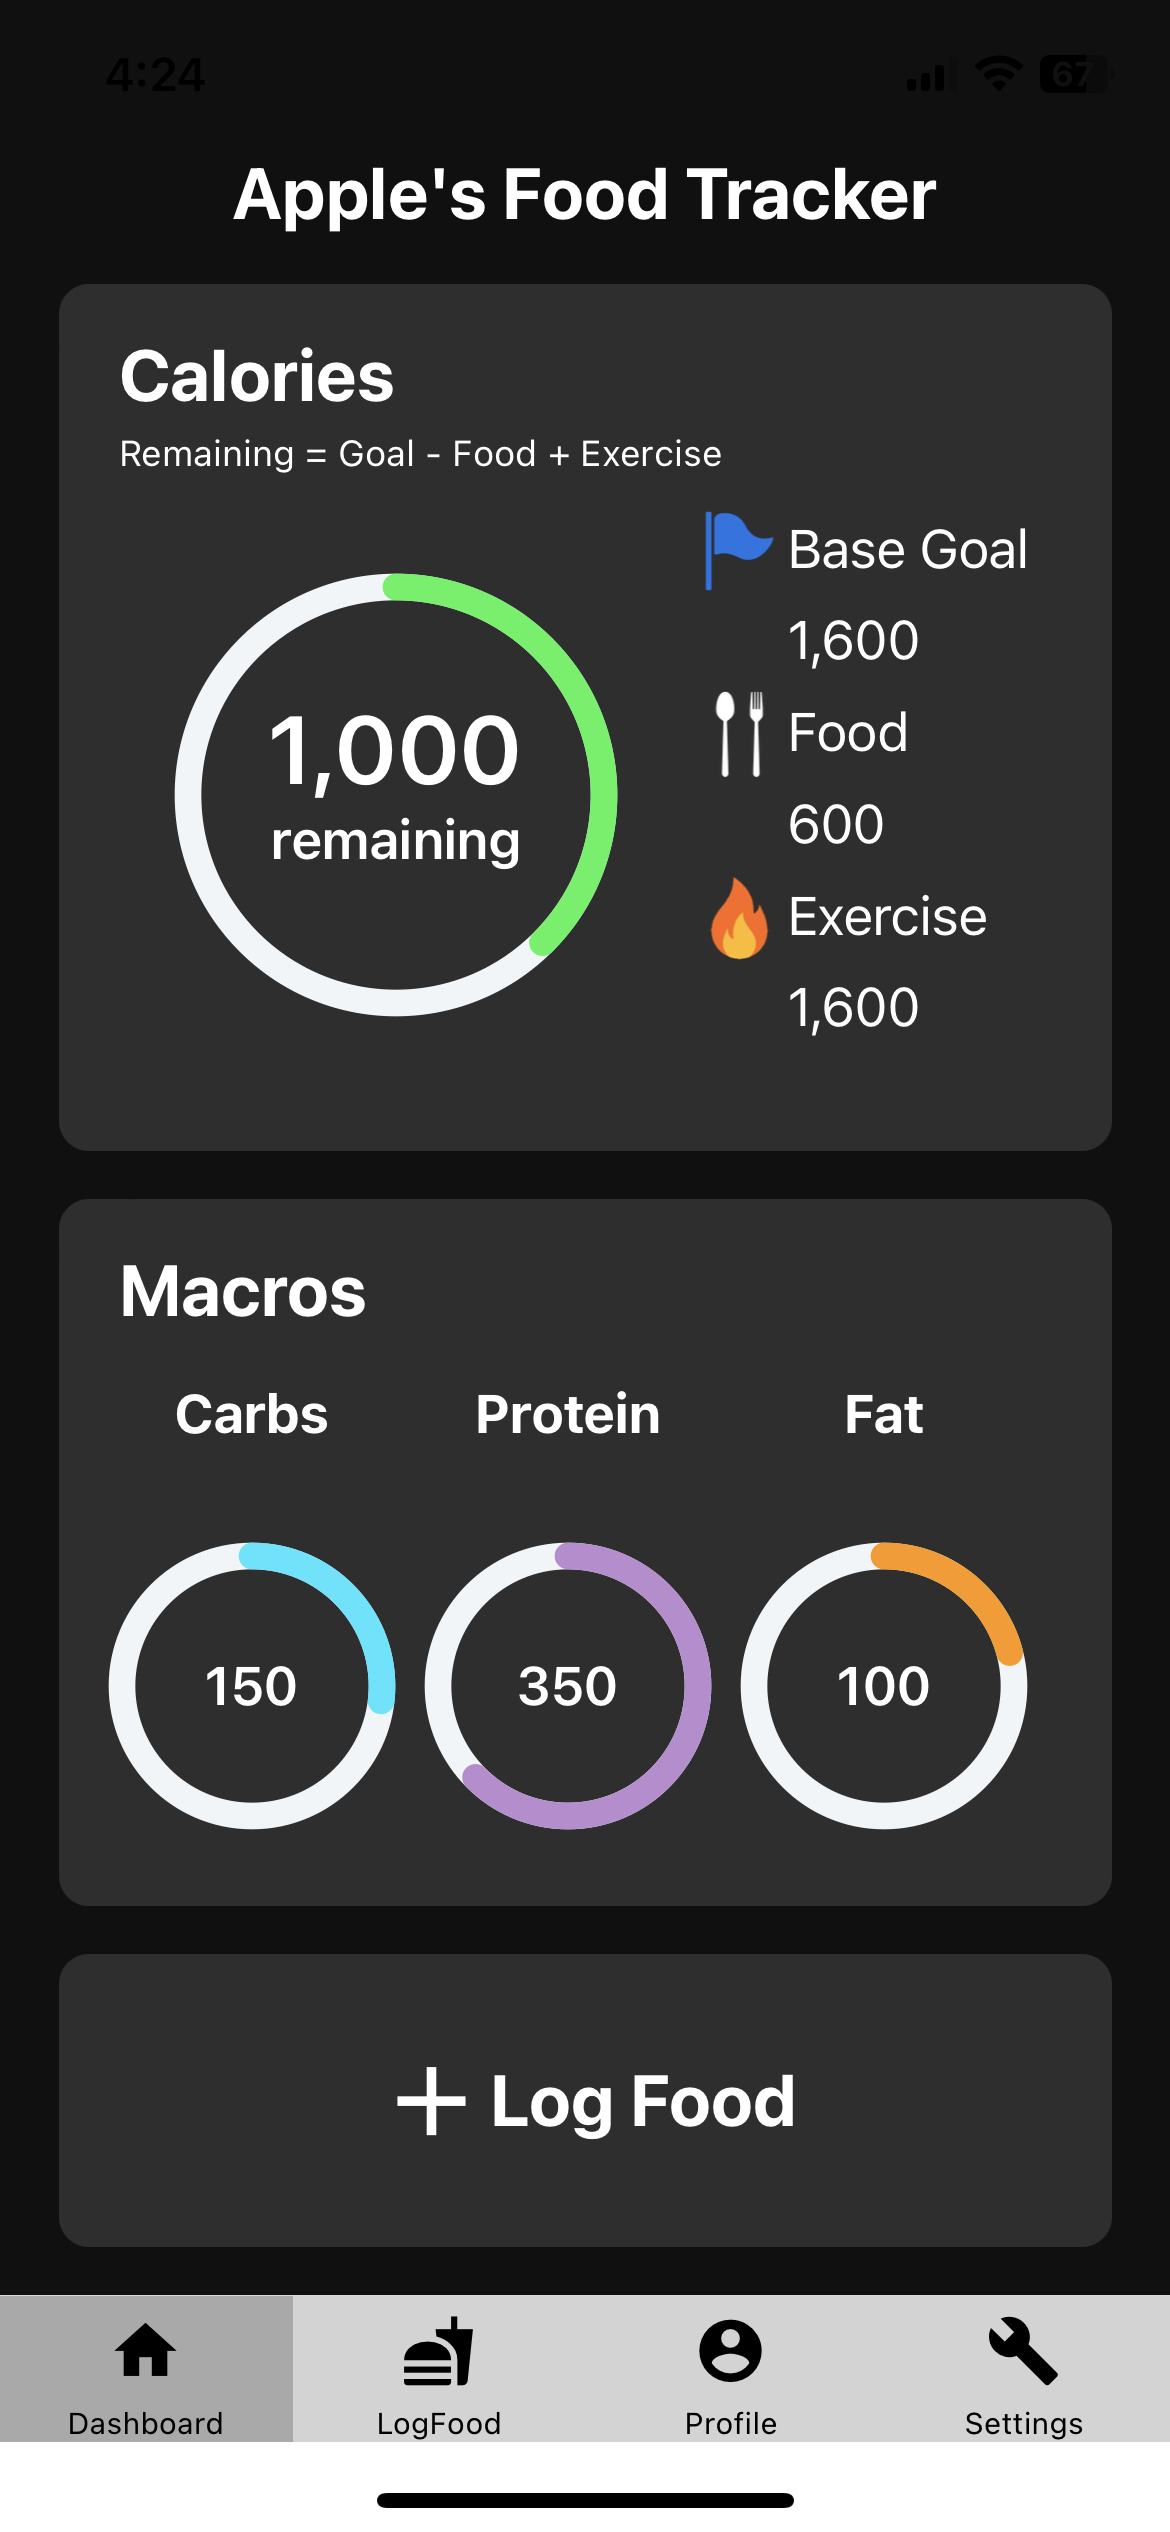 4:24
67
Apple's Food Tracker
Calories
Remaining = Goal - Food + Exercise
Base Goal
1,600
Food
600
Exercise
1,600
1,000
remaining
Macros
Carbs Protein Fat
150 350 100
+ Log Food
Dashboard LogFood Profile Settings